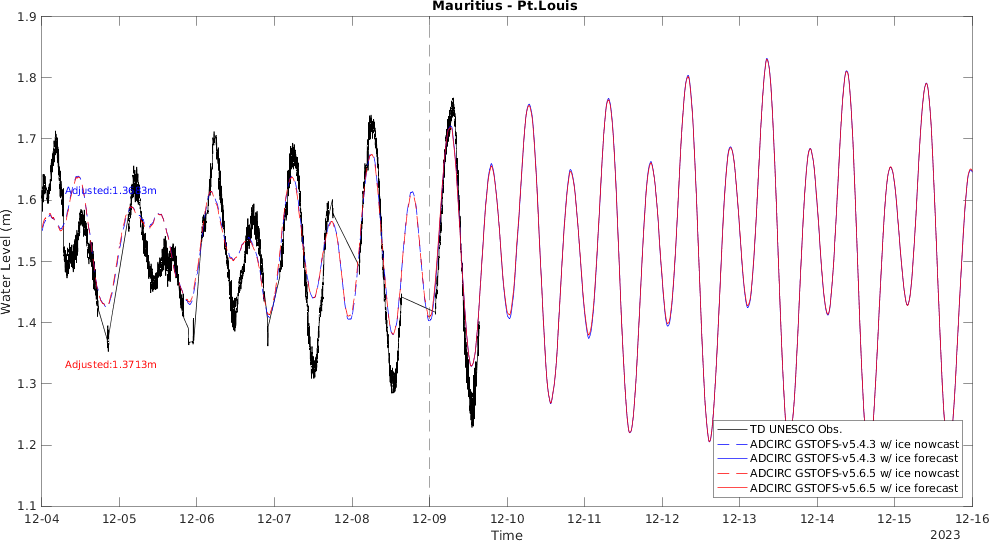 Mauritius - Pt.Louis
1.9
1.8
1.7
1.6
1.5
1.4
1.3
1.2
1.1
Water Level (m)
Adjusted:1.3683m
Adjusted:1.3713m
TD UNESCO Obs.
ADCIRC GSTOFS-v5.4.3 w/ ice nowcast
ADCIRC GSTOFS-v5.4.3 w/ ice forecast
ADCIRC GSTOFS-v5.6.5 w/ ice nowcast
ADCIRC GSTOFS-v5.6.5 w/ ice forecast
12-04 12-05 12-06 12-07 12-08 12-09 12-10 12-11 12-12 12-13 12-14 12-15 12-16
Time
2023